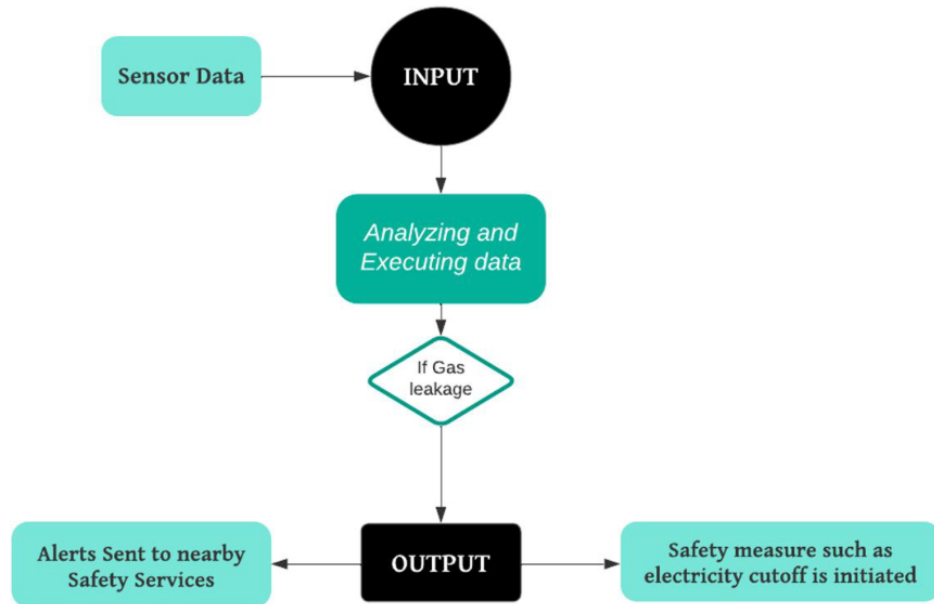 Sensor Data
INPUT
Analyzing and
Executing data
If Gas
leakage
Alerts Sent to nearby
Safety Services
OUTPUT
Safety measure such as
electricity cutoff is initiated